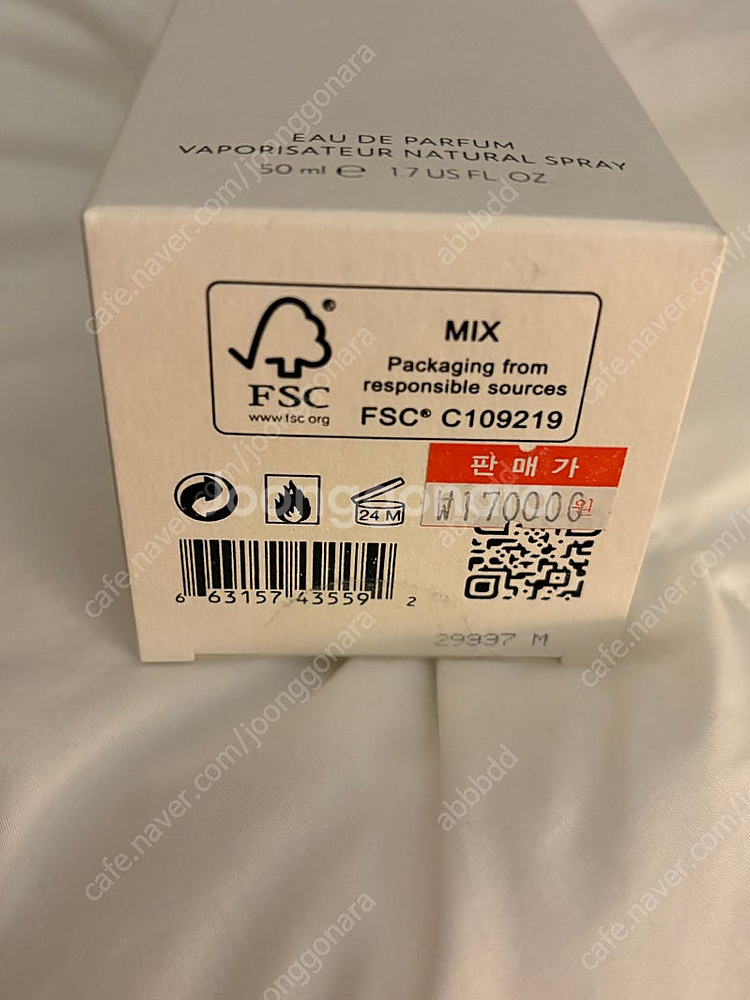 EAU DE PARFUM
VAPORISATEUR NATURAL SPRAY
50 ml ℮ 1.7 US FL. OZ.
FSC®
www.fsc.org
MIX
Packaging from
responsible sources
FSC® C109219
판매가
₩170000원
24 M
6 63157 43559 2
29337 M
cafe.naver.com/joonggonara
abbbdd
joonggonara